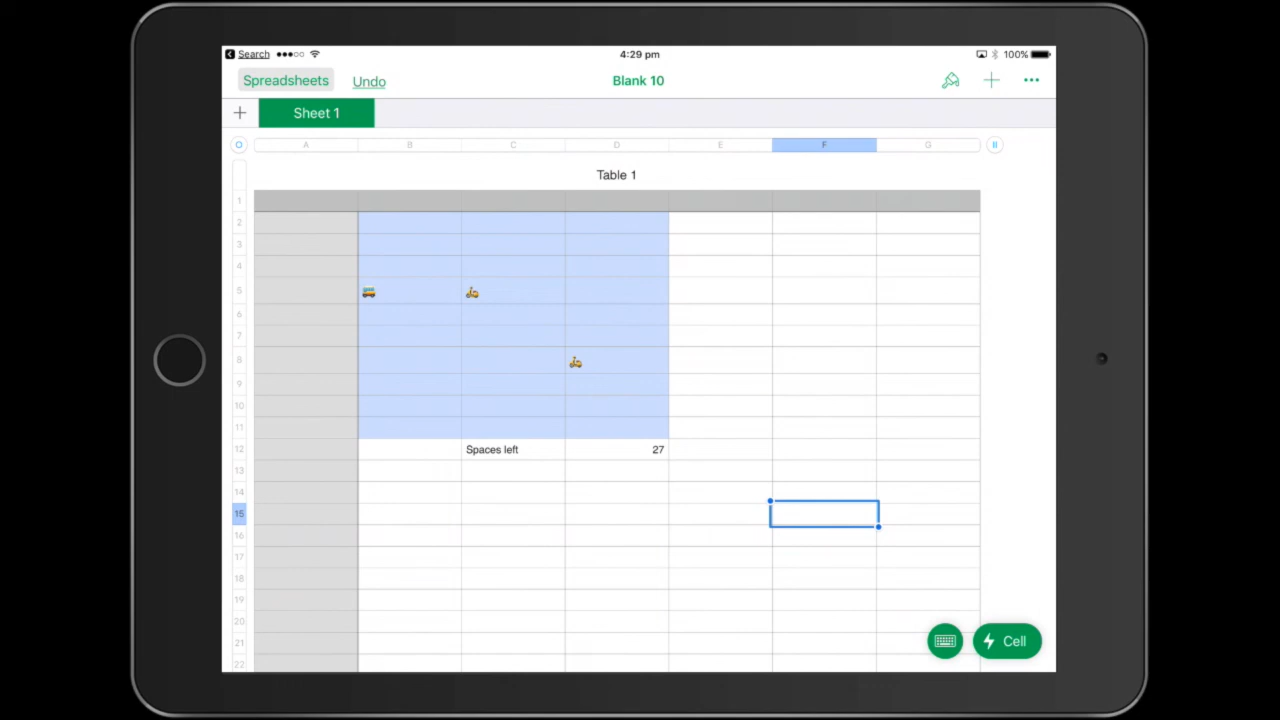 Search 4:29 pm 100%
Spreadsheets Undo Blank 10
Sheet 1
A B C D E F G
Table 1
1
2
3
4
5
6
7
8
9
10
11
12 Spaces left 27
13
14
15
16
17
18
19
20
21 Cell
22